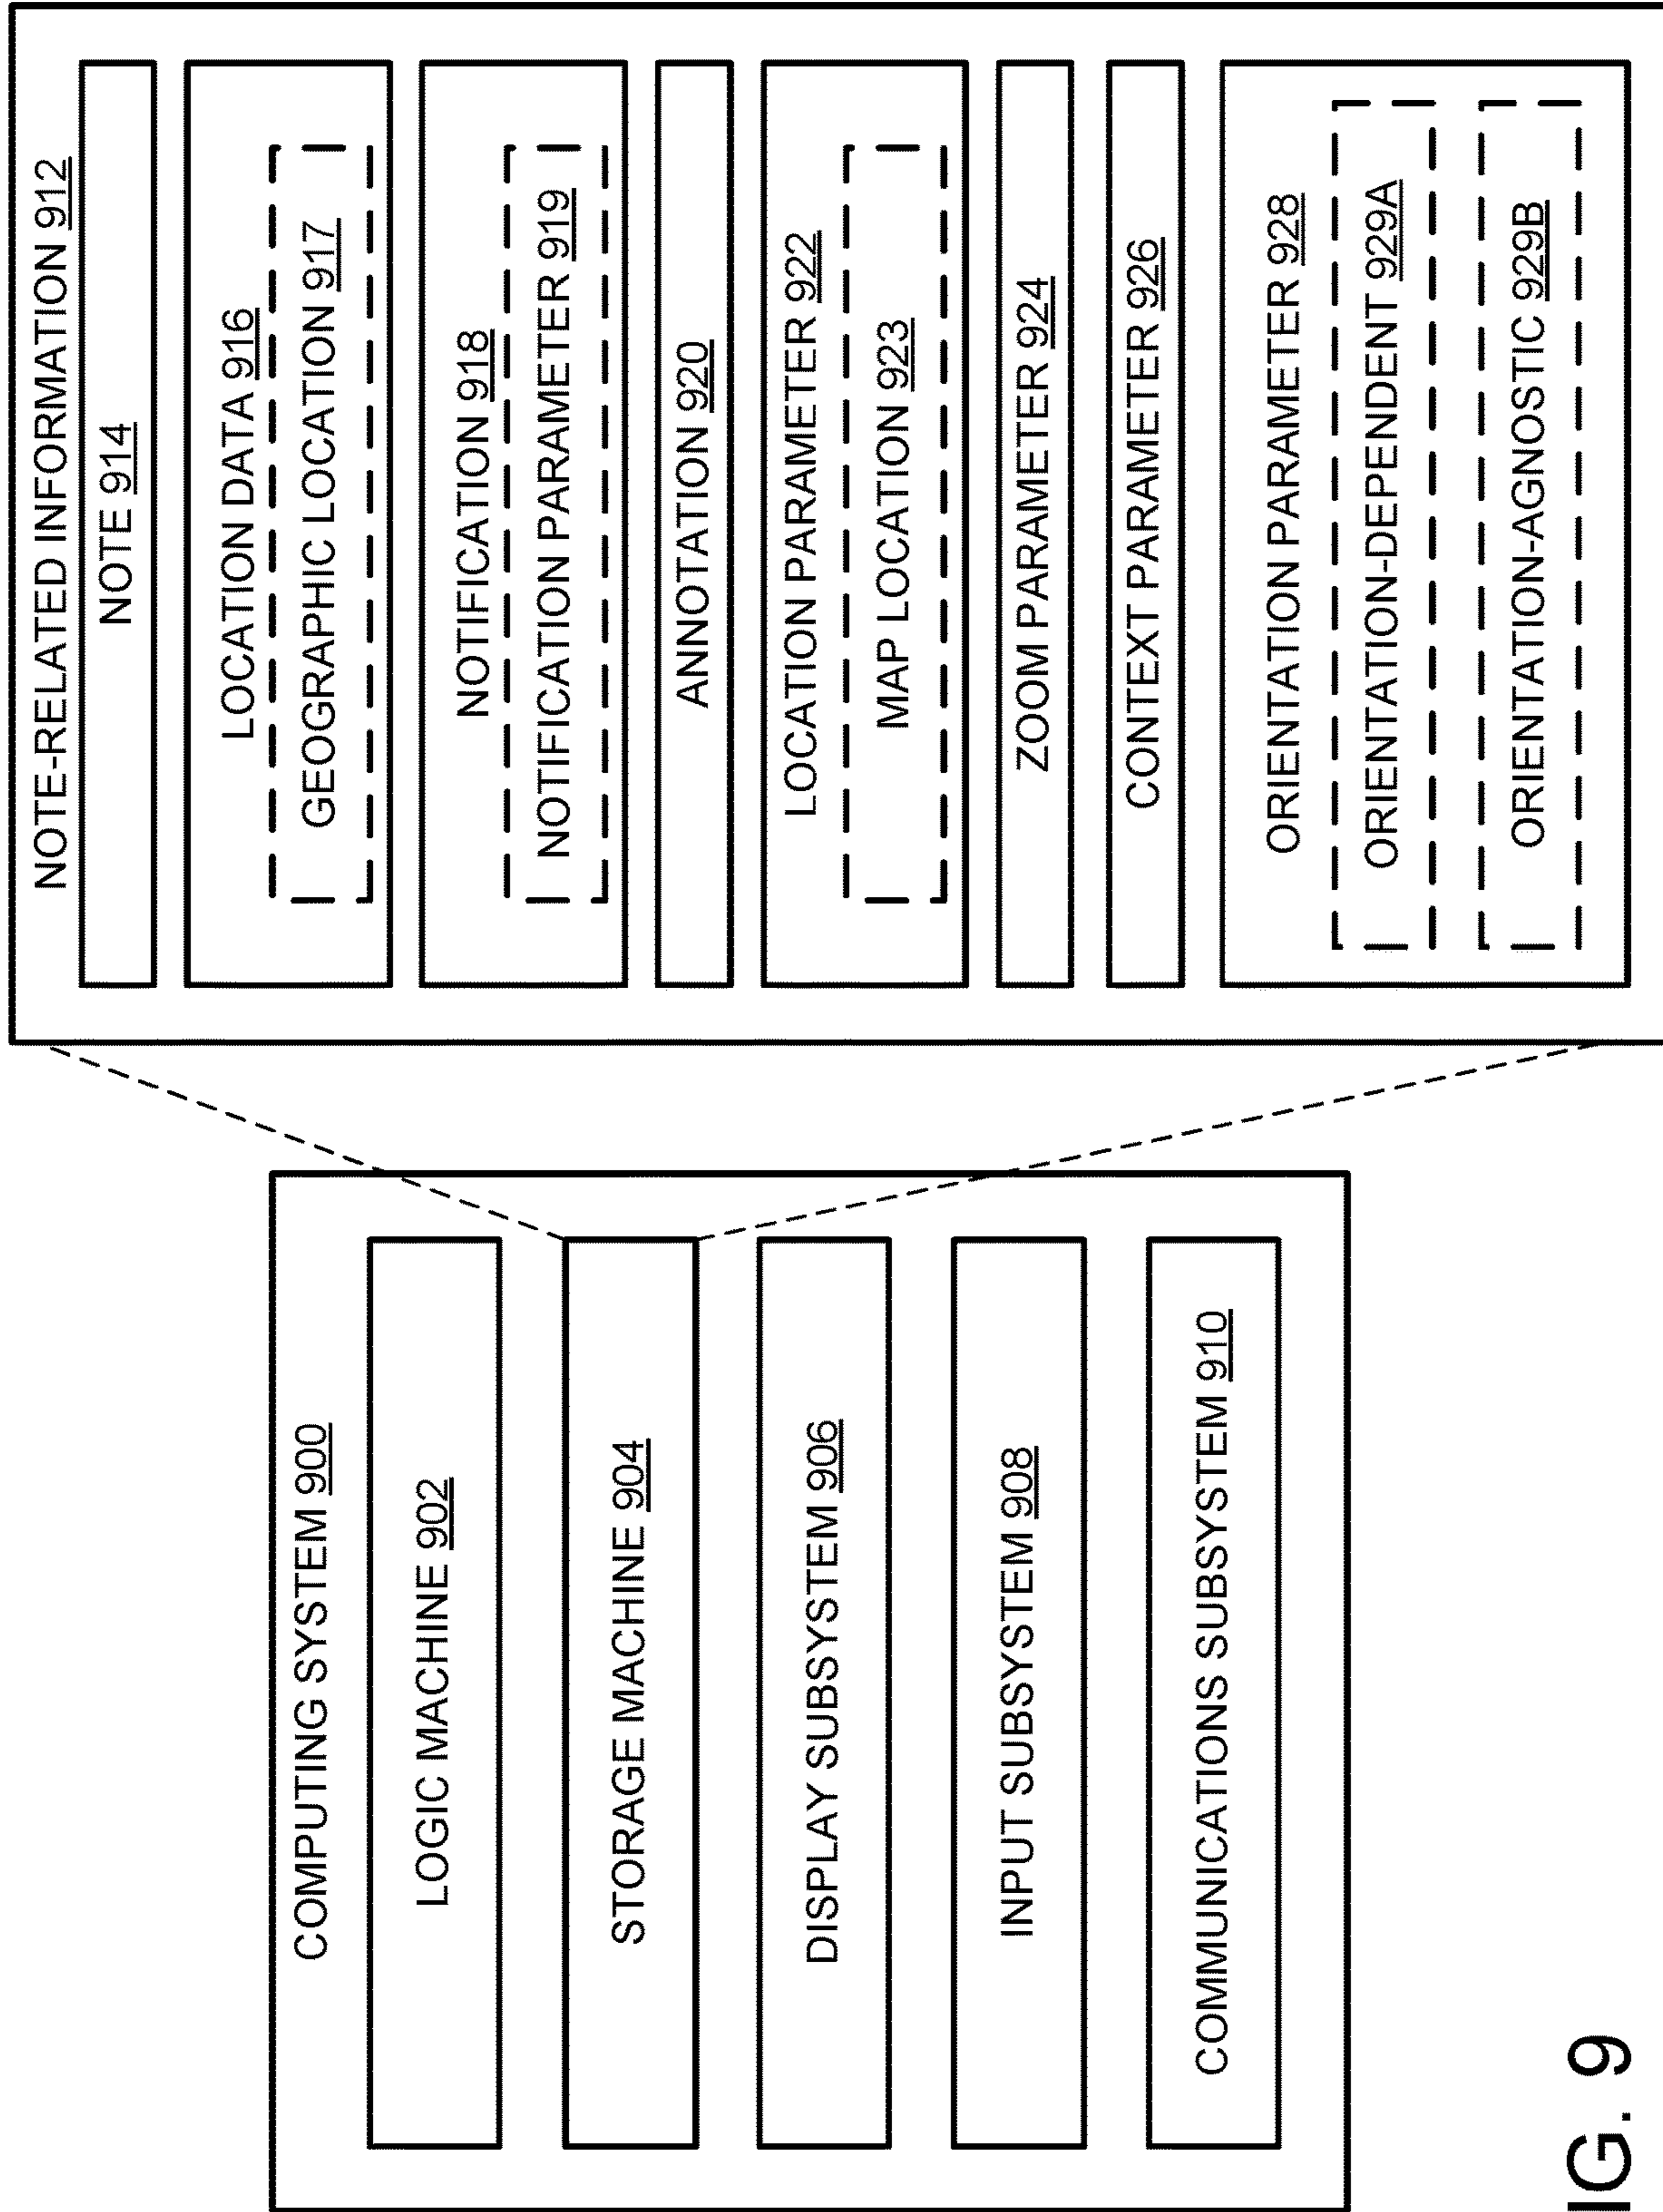 COMPUTING SYSTEM 900
LOGIC MACHINE 902
STORAGE MACHINE 904
DISPLAY SUBSYSTEM 906
INPUT SUBSYSTEM 908
COMMUNICATIONS SUBSYSTEM 910
NOTE-RELATED INFORMATION 912
NOTE 914
LOCATION DATA 916
GEOGRAPHIC LOCATION 917
NOTIFICATION 918
NOTIFICATION PARAMETER 919
ANNOTATION 920
LOCATION PARAMETER 922
MAP LOCATION 923
ZOOM PARAMETER 924
CONTEXT PARAMETER 926
ORIENTATION PARAMETER 928
ORIENTATION-DEPENDENT 929A
ORIENTATION-AGNOSTIC 929B
IG. 9